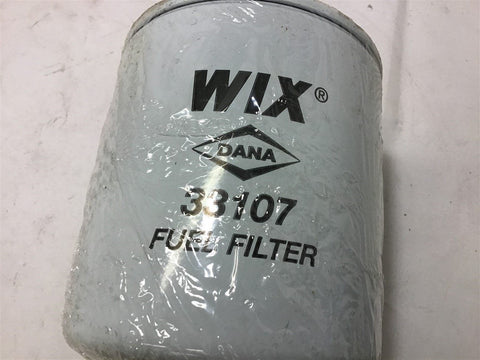 WIX®
DANA
33107
FUEL FILTER